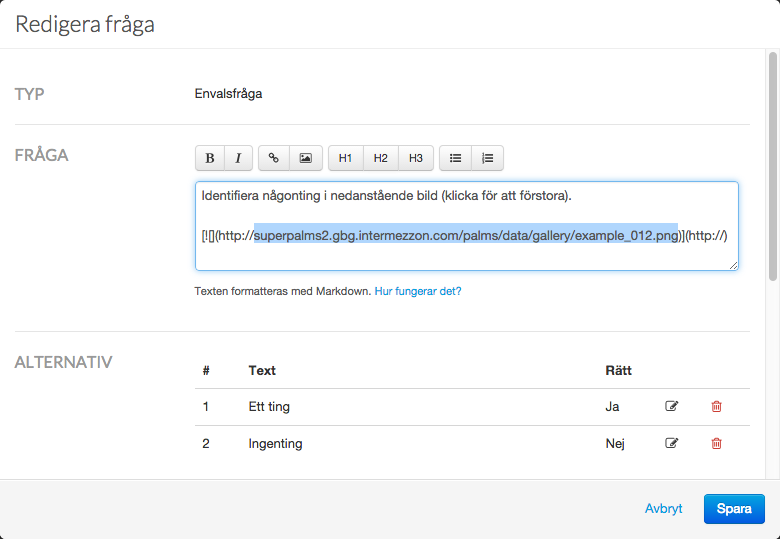 Redigera fråga
TYP
Envalsfråga
FRÅGA
B I H1 H2 H3
Identifiera någonting i nedanstående bild (klicka för att förstora).
[![](http://superpalms2.gbg.intermezzon.com/palms/data/gallery/example_012.png)](http://)
Texten formatteras med Markdown. Hur fungerar det?
ALTERNATIV
# Text Rätt
1 Ett ting Ja
2 Ingenting Nej
Avbryt Spara